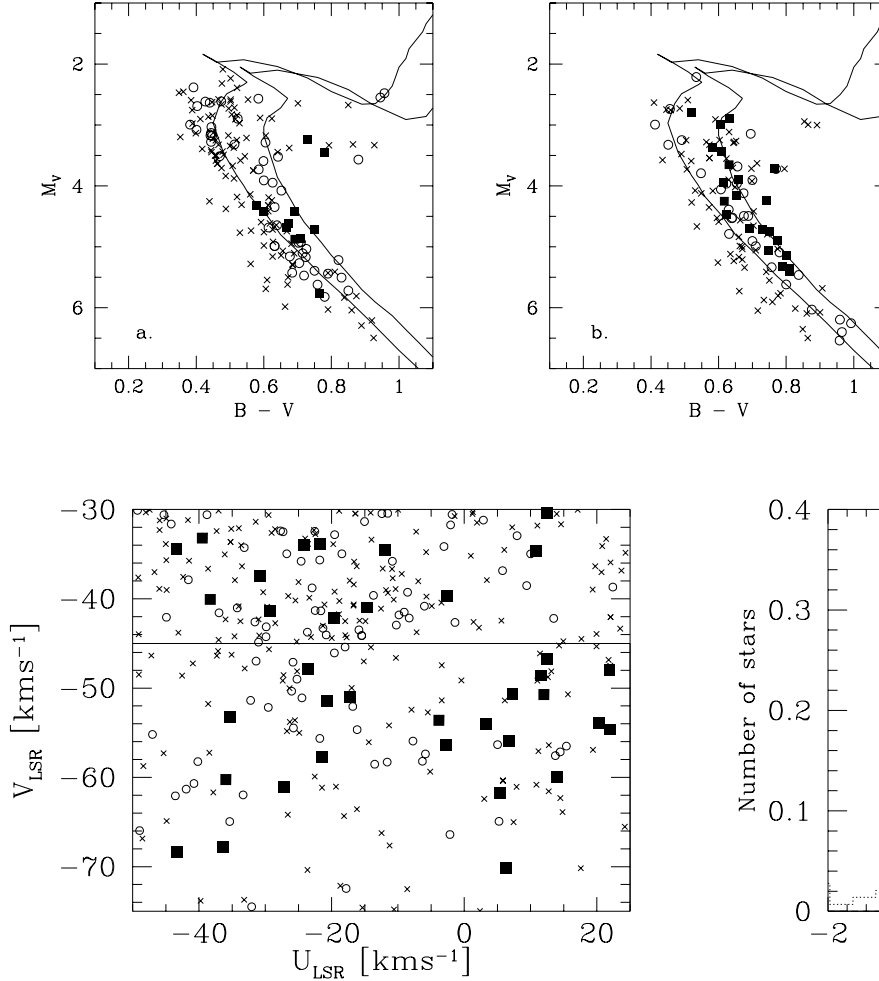 2
4
6
M_V
a.
0.2 0.4 0.6 0.8 1
B − V
2
4
6
M_V
b.
0.2 0.4 0.6 0.8 1
B − V
−30
−40
−50
−60
−70
V_LSR [kms⁻¹]
−40 −20 0 20
U_LSR [kms⁻¹]
0.4
0.3
0.2
0.1
0
Number of stars
−2